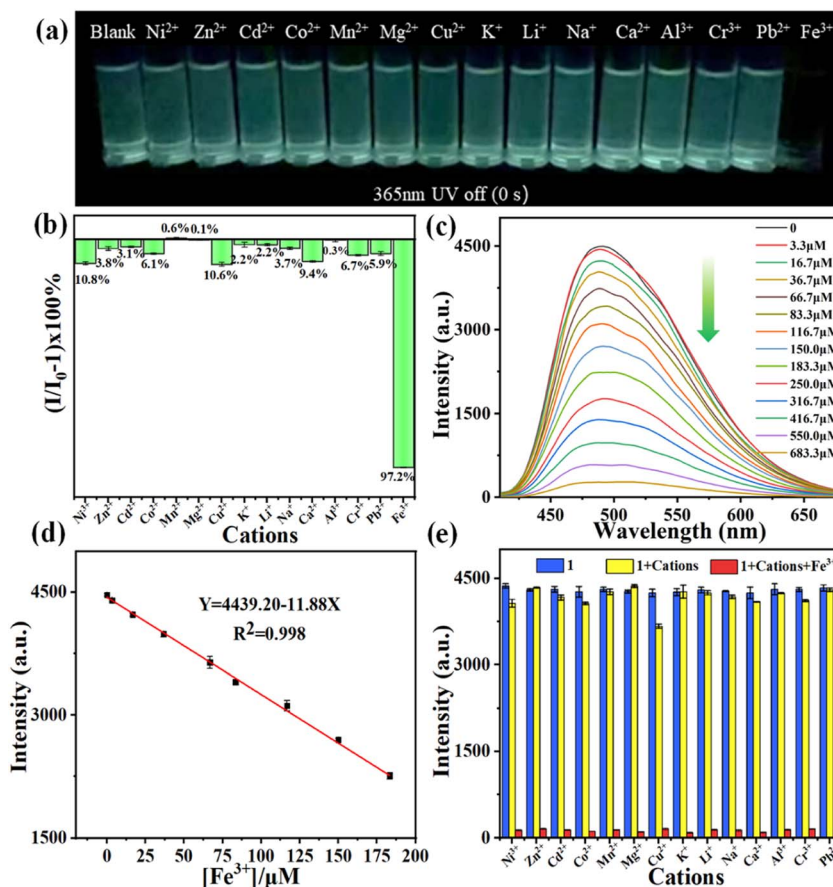 (a)
Blank Ni²⁺ Zn²⁺ Cd²⁺ Co²⁺ Mn²⁺ Mg²⁺ Cu²⁺ K⁺ Li⁺ Na⁺ Ca²⁺ Al³⁺ Cr³⁺ Pb²⁺ Fe³⁺
365nm UV off (0 s)
(b)
(I/I₀-1)x100%
10.8% 3.8% 3.1% 6.1% 0.6% 0.1% 10.6% 2.2% 2.2% 3.7% 9.4% 0.3% 6.7% 5.9% 97.2%
Ni²⁺ Zn²⁺ Cd²⁺ Co²⁺ Mn²⁺ Mg²⁺ Cu²⁺ K⁺ Li⁺ Na⁺ Ca²⁺ Al³⁺ Cr³⁺ Pb²⁺ Fe³⁺
Cations
(c)
Intensity (a.u.)
4500
3000
1500
0
450 500 550 600 650
Wavelength (nm)
0
3.3μM
16.7μM
36.7μM
66.7μM
83.3μM
116.7μM
150.0μM
183.3μM
250.0μM
316.7μM
416.7μM
550.0μM
683.3μM
(d)
Intensity (a.u.)
4500
3000
1500
Y=4439.20-11.88X
R²=0.998
0 25 50 75 100 125 150 175 200
[Fe³⁺]/μM
(e)
1 1+Cations 1+Cations+Fe³⁺
Intensity (a.u.)
4500
3000
1500
0
Ni²⁺ Zn²⁺ Cd²⁺ Co²⁺ Mn²⁺ Mg²⁺ Cu²⁺ K⁺ Li⁺ Na⁺ Ca²⁺ Al³⁺ Cr³⁺ Pb²⁺
Cations